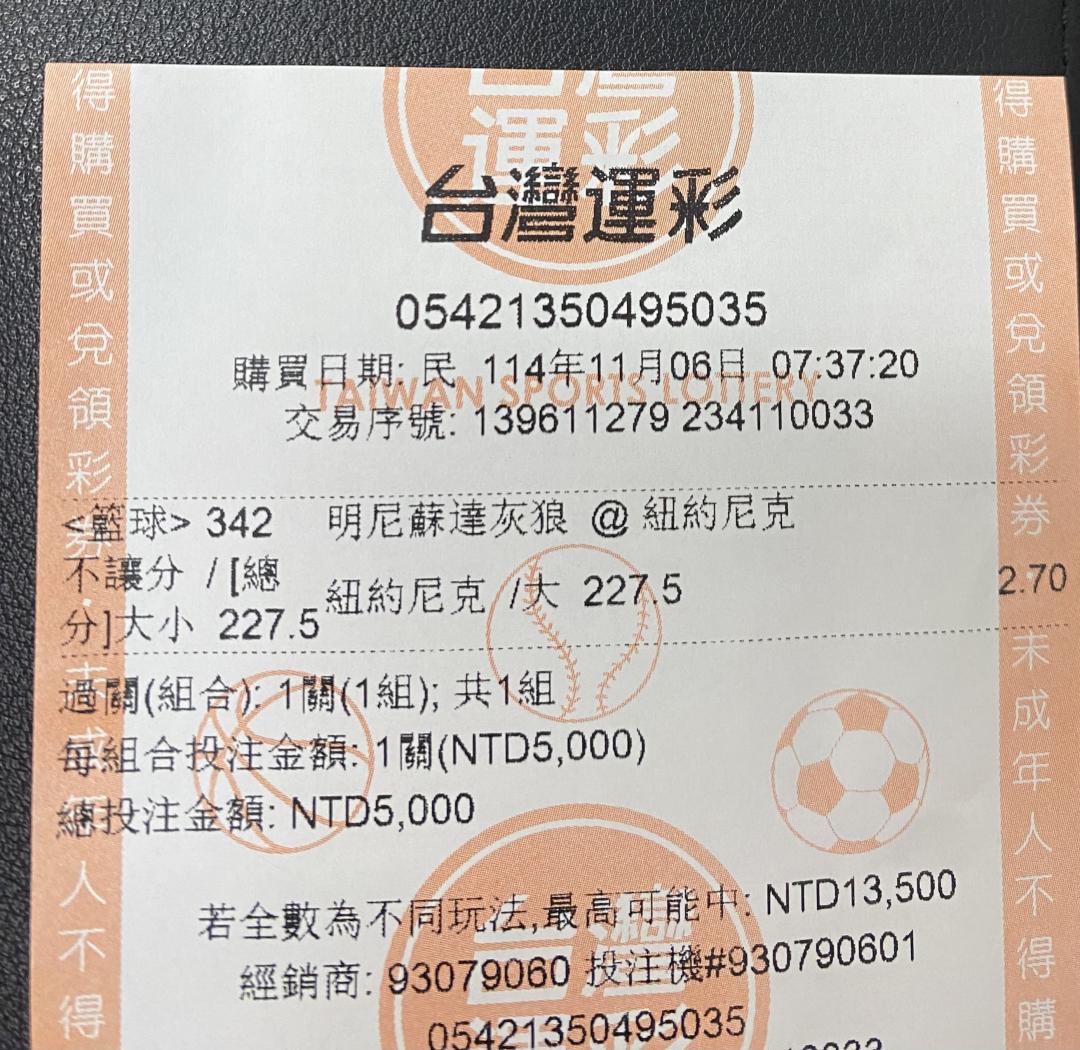 台灣
運彩
台灣運彩
05421350495035
購買日期: 民 114年11月06日 07:37:20
TAIWAN SPORTS LOTTERY
交易序號: 139611279 234110033
<籃球> 342 明尼蘇達灰狼 @ 紐約尼克
不讓分 / [總分]大小 227.5 紐約尼克 /大 227.5 2.70
過關(組合): 1關(1組); 共1組
每組合投注金額: 1關(NTD5,000)
總投注金額: NTD5,000
若全數為不同玩法,最高可能中: NTD13,500
經銷商: 93079060 投注機#930790601
05421350495035
得購買或兌領彩券.未成年人不得
得購買或兌領彩券.未成年人不得購